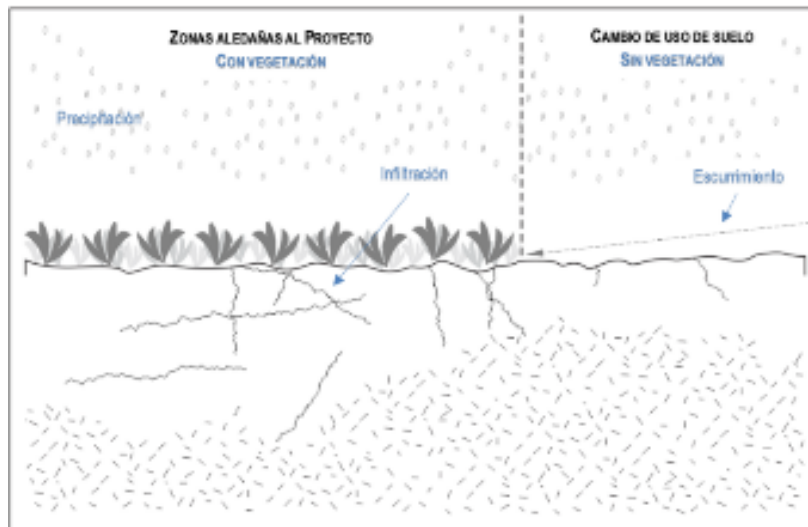 ZONAS ALEDAÑAS AL PROYECTO
CON VEGETACIÓN
CAMBIO DE USO DE SUELO
SIN VEGETACIÓN
Precipitación
Infiltración
Escurrimiento